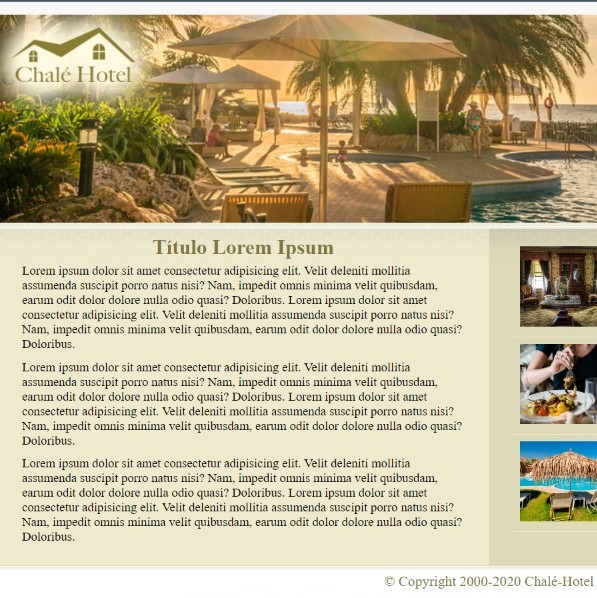 Chalé Hotel
Título Lorem Ipsum
Lorem ipsum dolor sit amet consectetur adipisicing elit. Velit deleniti mollitia
assumenda suscipit porro natus nisi? Nam, impedit omnis minima velit quibusdam,
earum odit dolor dolore nulla odio quasi? Doloribus. Lorem ipsum dolor sit amet
consectetur adipisicing elit. Velit deleniti mollitia assumenda suscipit porro natus nisi?
Nam, impedit omnis minima velit quibusdam, earum odit dolor dolore nulla odio quasi?
Doloribus.
Lorem ipsum dolor sit amet consectetur adipisicing elit. Velit deleniti mollitia
assumenda suscipit porro natus nisi? Nam, impedit omnis minima velit quibusdam,
earum odit dolor dolore nulla odio quasi? Doloribus. Lorem ipsum dolor sit amet
consectetur adipisicing elit. Velit deleniti mollitia assumenda suscipit porro natus nisi?
Nam, impedit omnis minima velit quibusdam, earum odit dolor dolore nulla odio quasi?
Doloribus.
Lorem ipsum dolor sit amet consectetur adipisicing elit. Velit deleniti mollitia
assumenda suscipit porro natus nisi? Nam, impedit omnis minima velit quibusdam,
earum odit dolor dolore nulla odio quasi? Doloribus. Lorem ipsum dolor sit amet
consectetur adipisicing elit. Velit deleniti mollitia assumenda suscipit porro natus nisi?
Nam, impedit omnis minima velit quibusdam, earum odit dolor dolore nulla odio quasi?
Doloribus.
© Copyright 2000-2020 Chalé-Hotel